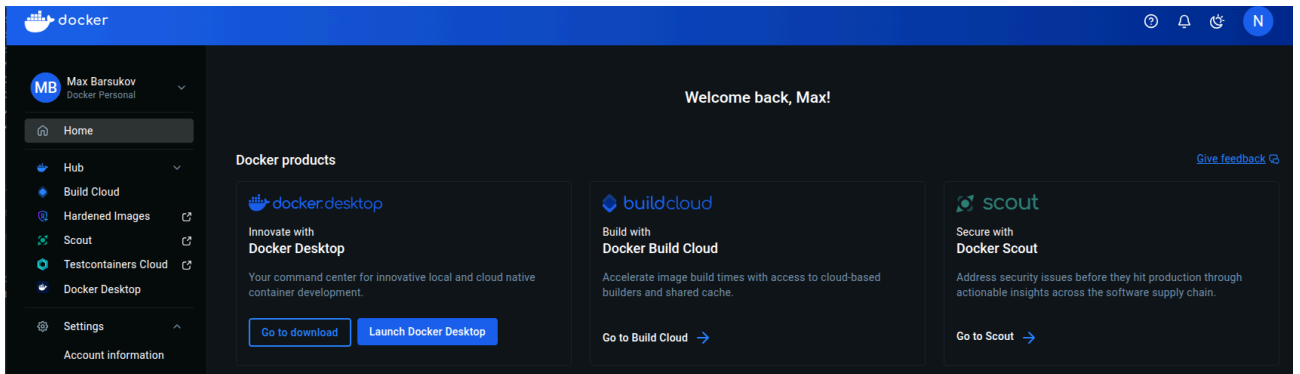 docker
N
MB
Max Barsukov
Docker Personal
Home
Hub
Build Cloud
Hardened Images
Scout
Testcontainers Cloud
Docker Desktop
Settings
Account information
Welcome back, Max!
Docker products
Give feedback
docker.desktop
Innovate with
Docker Desktop
Your command center for innovative local and cloud native
container development.
Go to download
Launch Docker Desktop
buildcloud
Build with
Docker Build Cloud
Accelerate image build times with access to cloud-based
builders and shared cache.
Go to Build Cloud
scout
Secure with
Docker Scout
Address security issues before they hit production through
actionable insights across the software supply chain.
Go to Scout